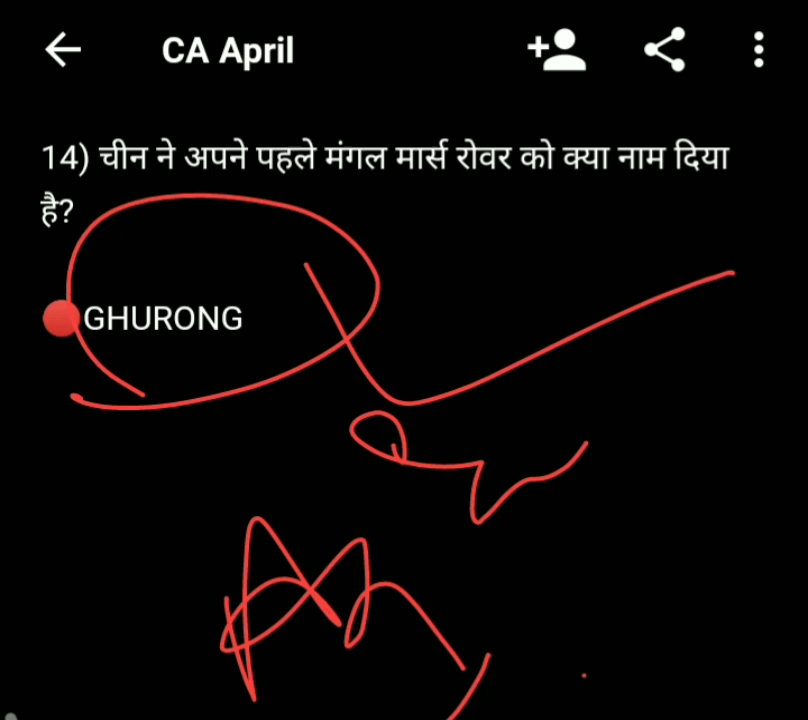 CA April
14) चीन ने अपने पहले मंगल मार्स रोवर को क्या नाम दिया
है?
GHURONG